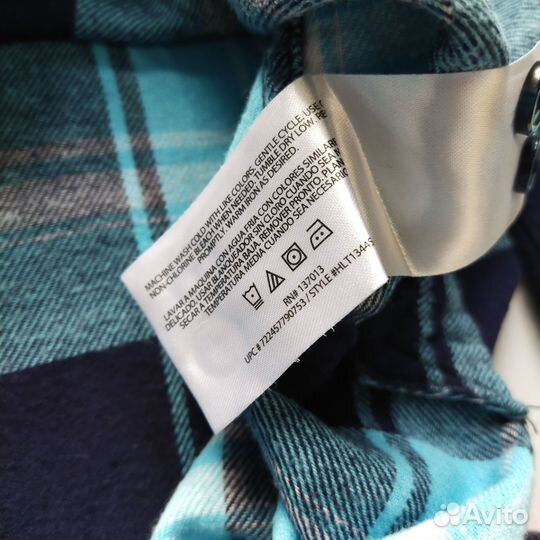 MACHINE WASH COLD WITH LIKE COLORS, GENTLE CYCLE. USE
NON-CHLORINE BLEACH WHEN NEEDED. TUMBLE DRY LOW.
PROMPTLY. WARM IRON AS DESIRED.
LAVAR A MAQUINA CON AGUA FRIA CON COLORES SIMILAR
DELICADO. USAR BLANQUEADOR SIN CLORO CUANDO SEA
SECAR A TEMPERATURA BAJA. REMOVER PRONTO. PLAN
TEMPERATURA MEDIA CUANDO SEA NECESARIO
RN# 137013
UPC # 722457790753 / STYLE #HLT1344S
Avito